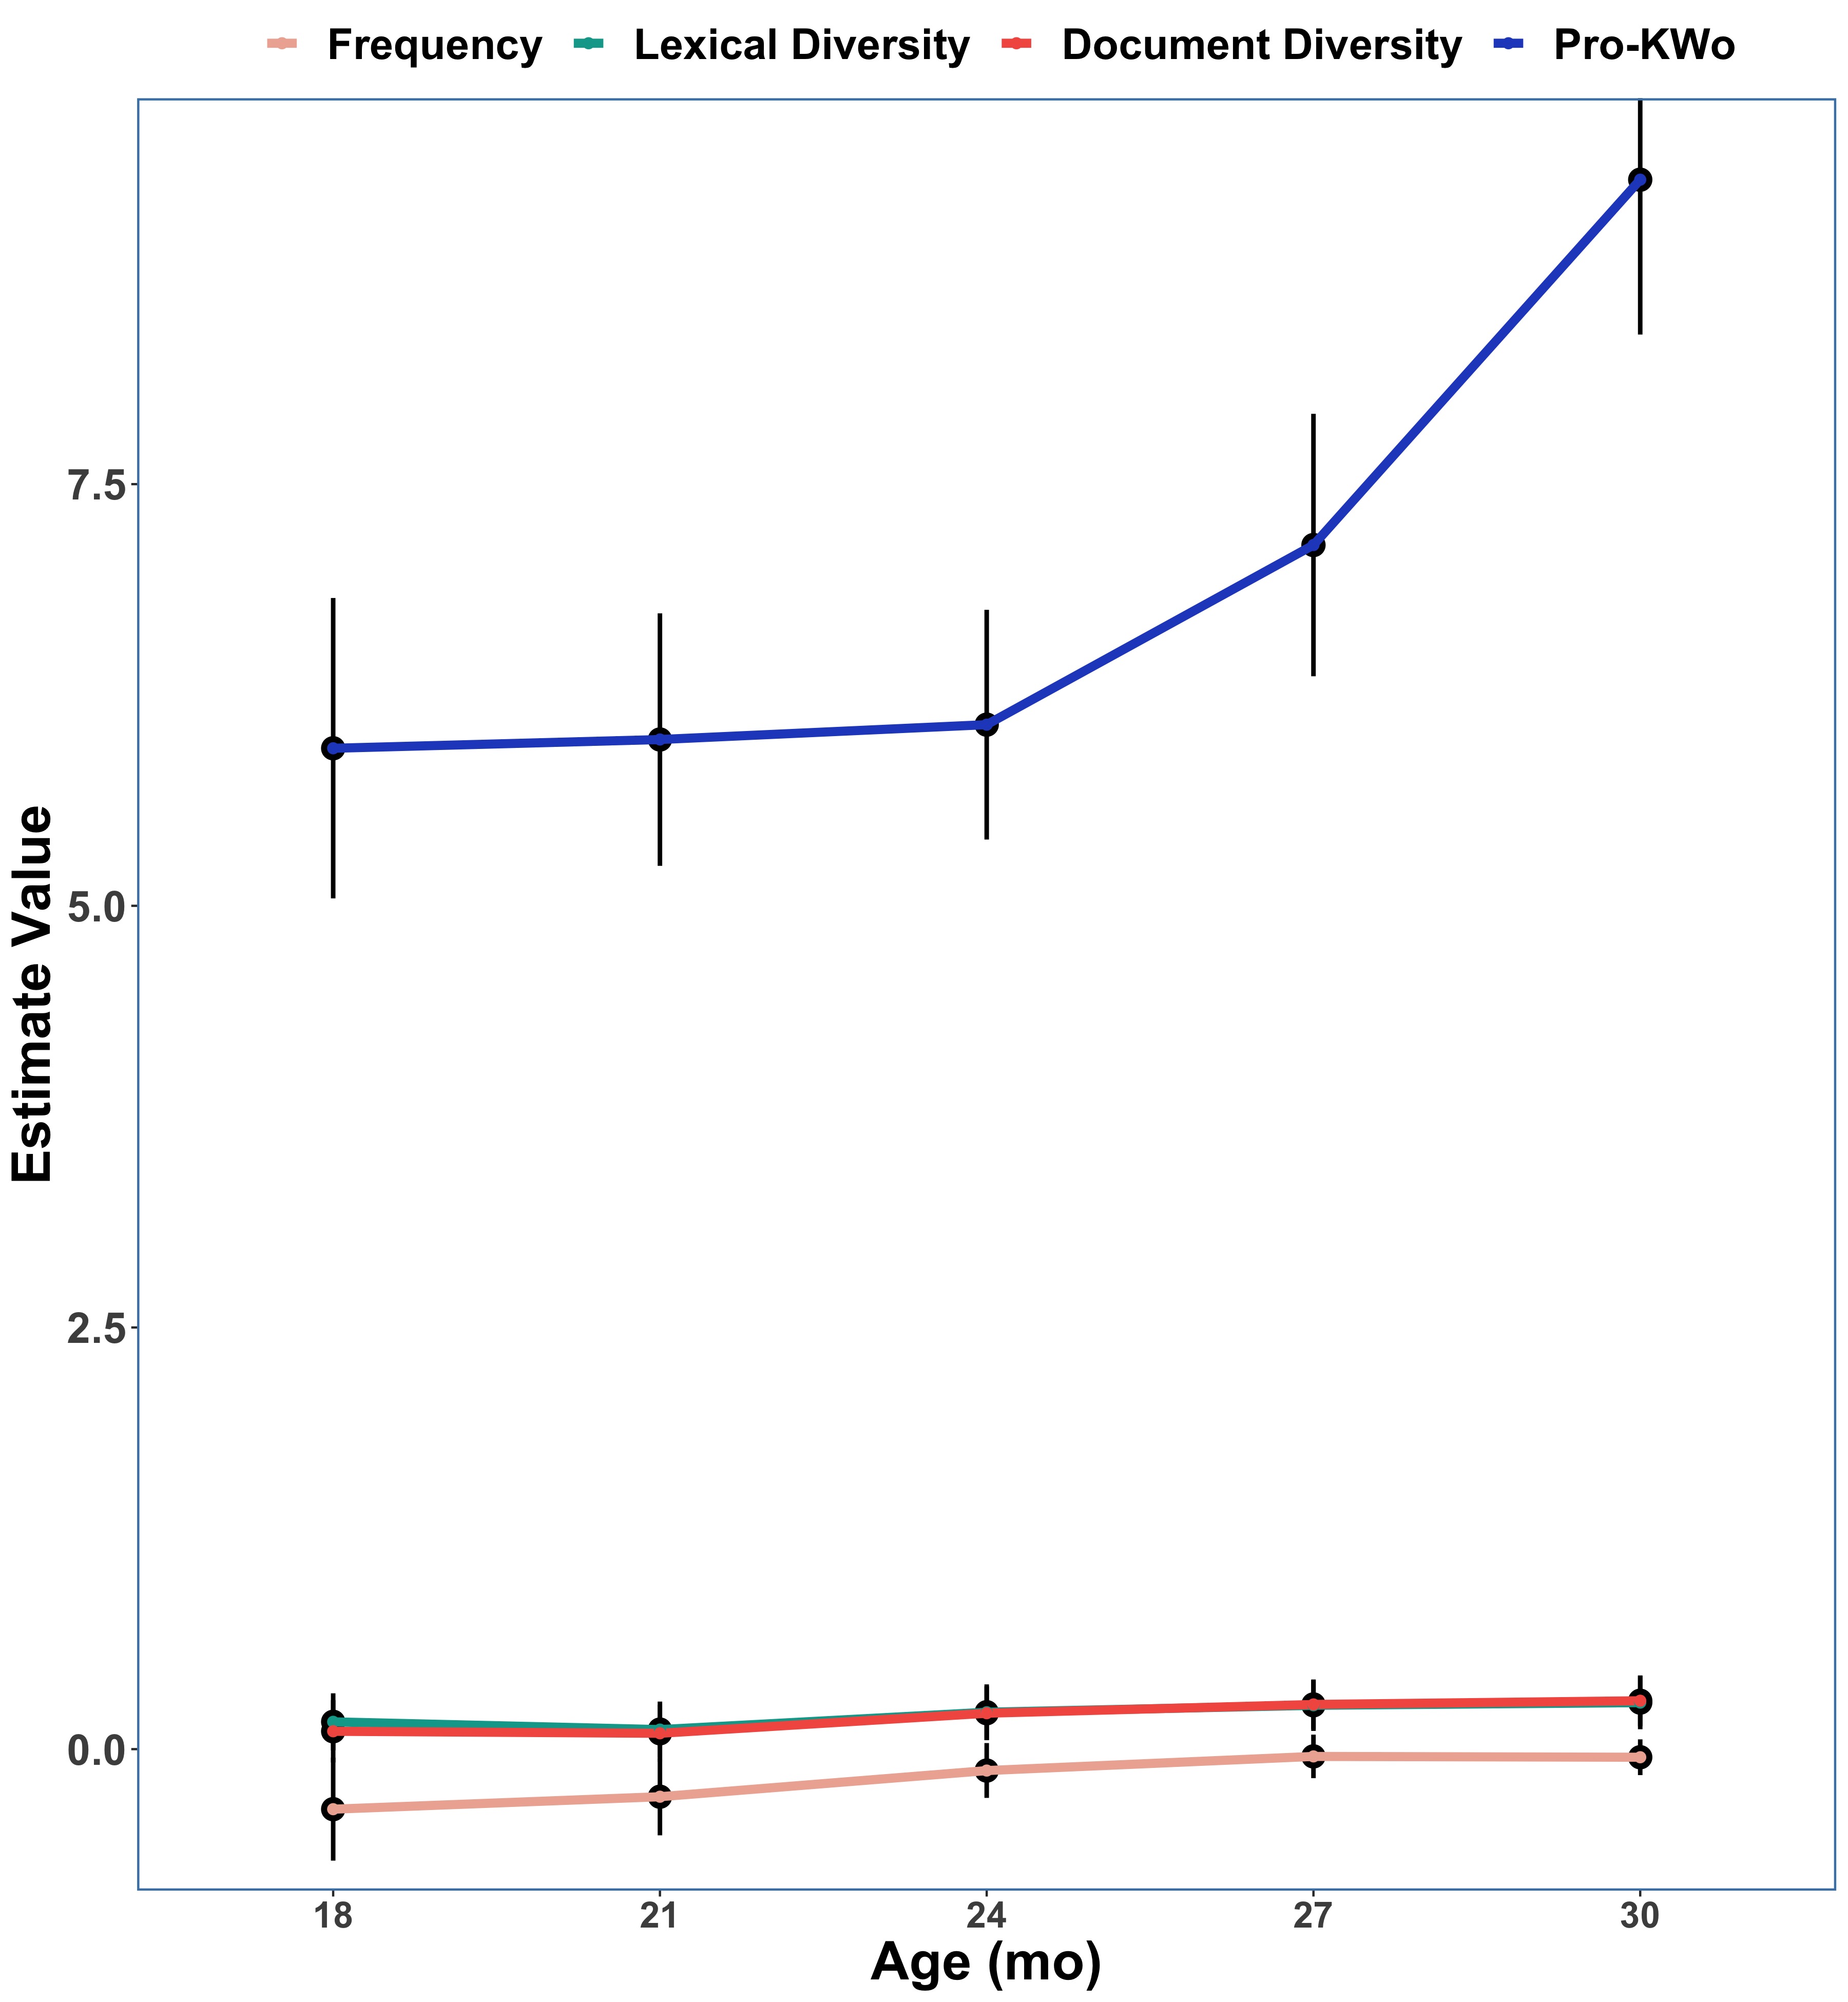 Frequency Lexical Diversity Document Diversity Pro-KWo
7.5
5.0
2.5
0.0
Estimate Value
18 21 24 27 30
Age (mo)